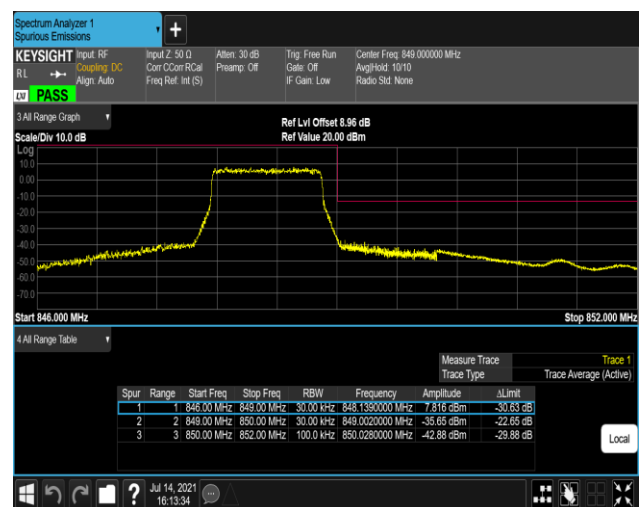 Spectrum Analyzer 1
Spurious Emissions
+
KEYSIGHT Input: RF Input Z: 50 Ω Atten: 30 dB Trig: Free Run Center Freq: 849.000000 MHz
RL Coupling: DC Corr CCorr RCal Preamp: Off Gate: Off Avg|Hold: 10/10
Align: Auto Freq Ref: Int (S) IF Gain: Low Radio Std: None
LXI PASS
3 All Range Graph
Ref Lvl Offset 8.96 dB
Scale/Div 10.0 dB Ref Value 20.00 dBm
Log
10.0
0.00
-10.0
-20.0
-30.0
-40.0
-50.0
-60.0
-70.0
Start 846.000 MHz Stop 852.000 MHz
4 All Range Table
Measure Trace Trace 1
Trace Type Trace Average (Active)
Spur Range Start Freq Stop Freq RBW Frequency Amplitude ΔLimit
1 1 846.00 MHz 849.00 MHz 30.00 kHz 848.1390000 MHz 7.816 dBm -30.63 dB
2 2 849.00 MHz 850.00 MHz 30.00 kHz 849.0020000 MHz -35.65 dBm -22.65 dB
3 3 850.00 MHz 852.00 MHz 100.0 kHz 850.0280000 MHz -42.88 dBm -29.88 dB
Local
? Jul 14, 2021
16:13:34